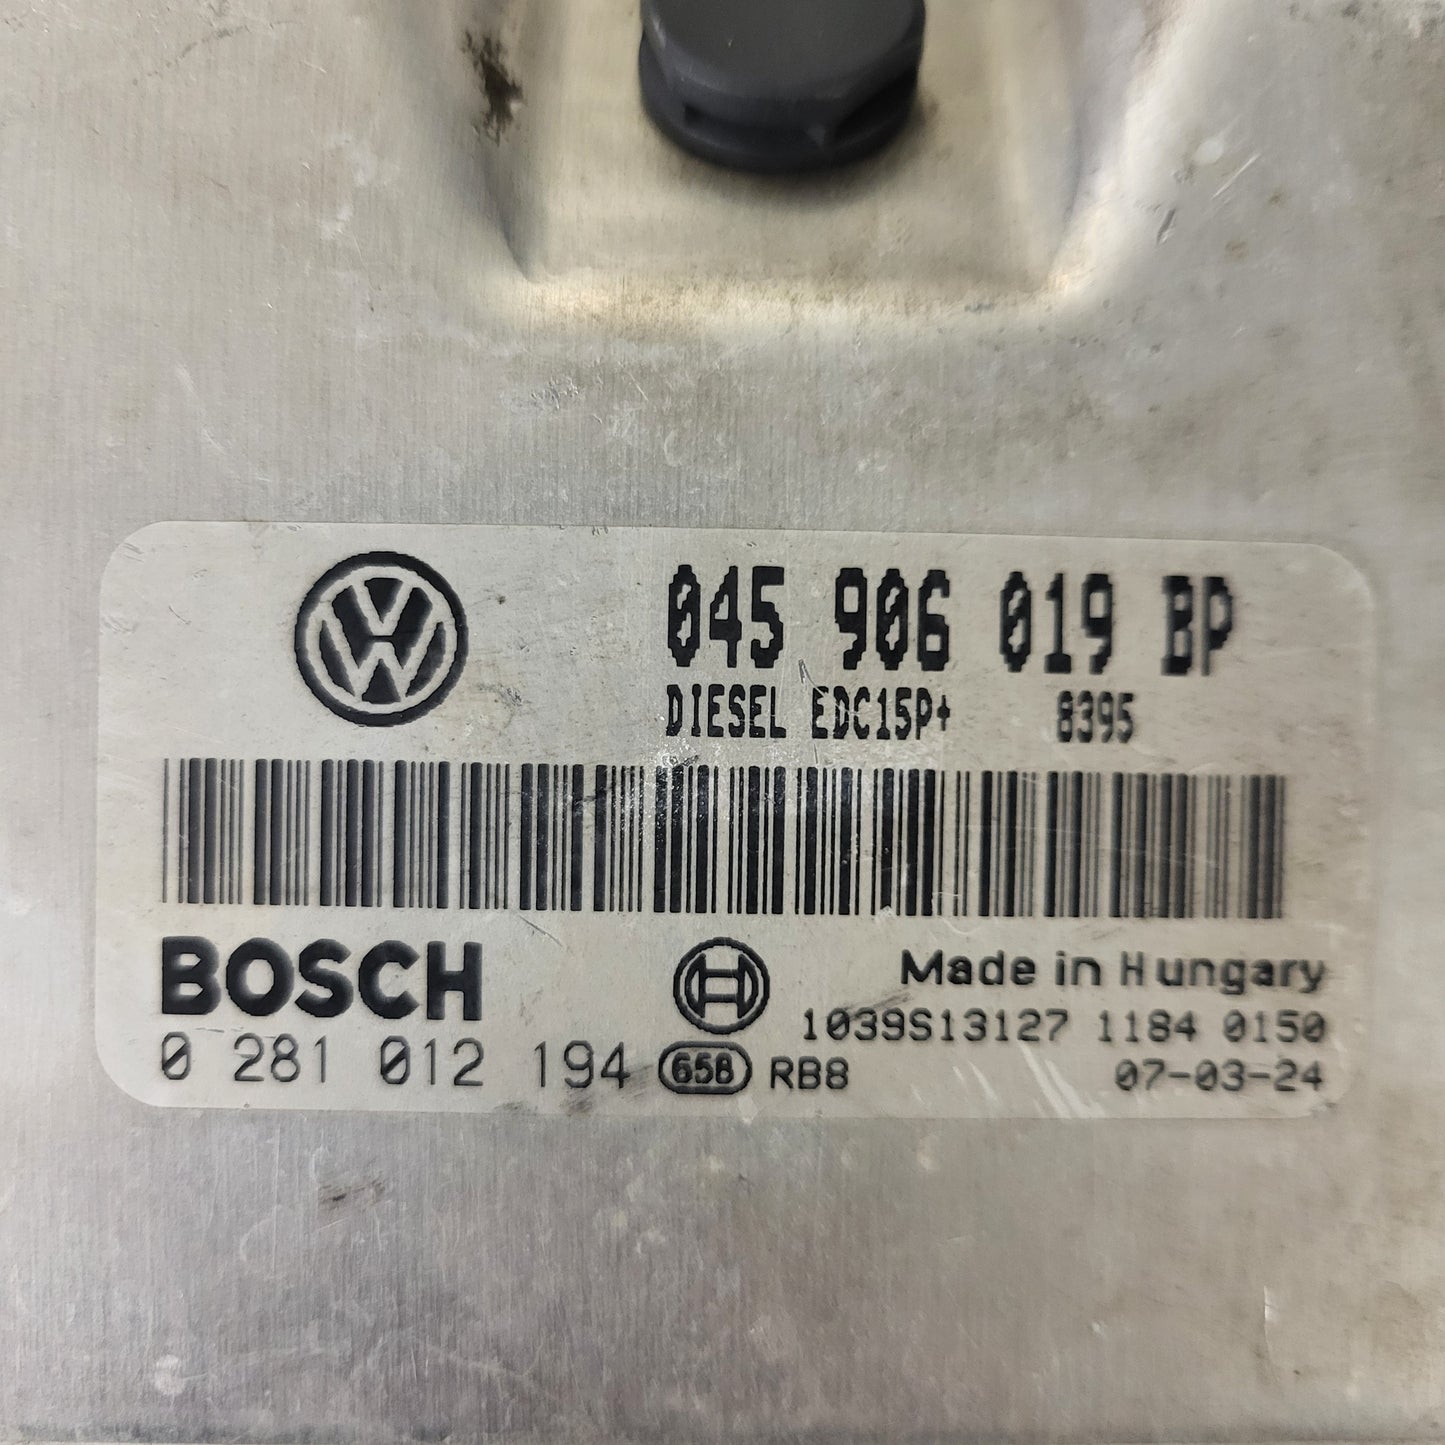 045 906 019 BP
DIESEL EDC15P+ 8395
BOSCH
Made in Hungary
1039S13127 1184 0150
0 281 012 194 658 RB8 07-03-24